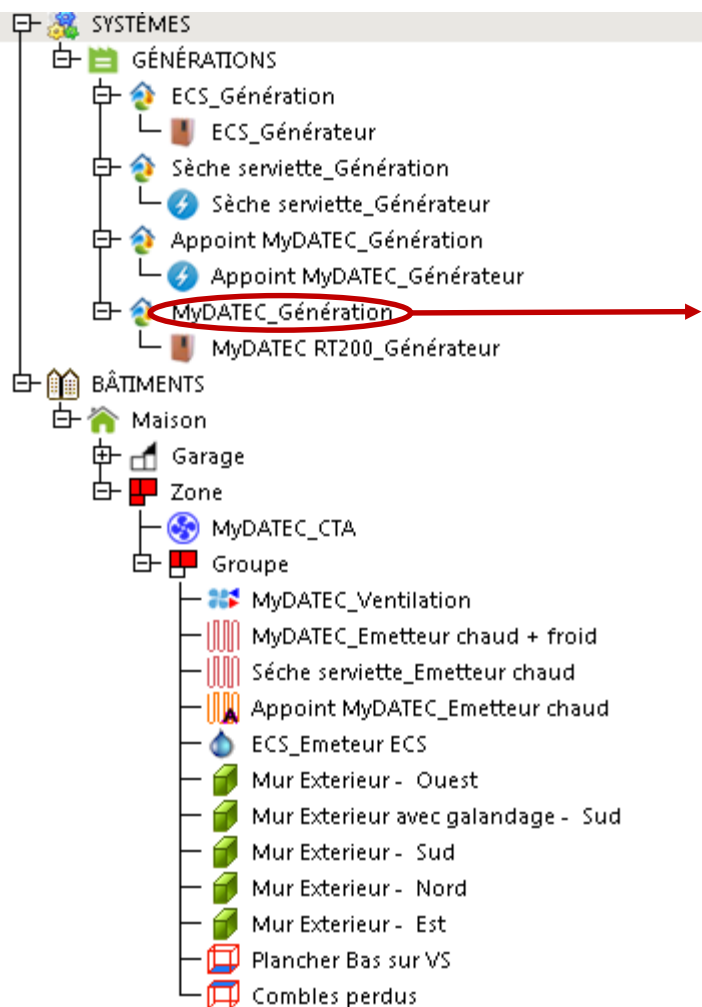 SYSTÈMES
GÉNÉRATIONS
ECS_Génération
ECS_Générateur
Sèche serviette_Génération
Sèche serviette_Générateur
Appoint MyDATEC_Génération
Appoint MyDATEC_Générateur
MyDATEC_Génération
MyDATEC RT200_Générateur
BÂTIMENTS
Maison
Garage
Zone
MyDATEC_CTA
Groupe
MyDATEC_Ventilation
MyDATEC_Emetteur chaud + froid
Séche serviette_Emetteur chaud
Appoint MyDATEC_Emetteur chaud
ECS_Emeteur ECS
Mur Exterieur - Ouest
Mur Exterieur avec galandage - Sud
Mur Exterieur - Sud
Mur Exterieur - Nord
Mur Exterieur - Est
Plancher Bas sur VS
Combles perdus